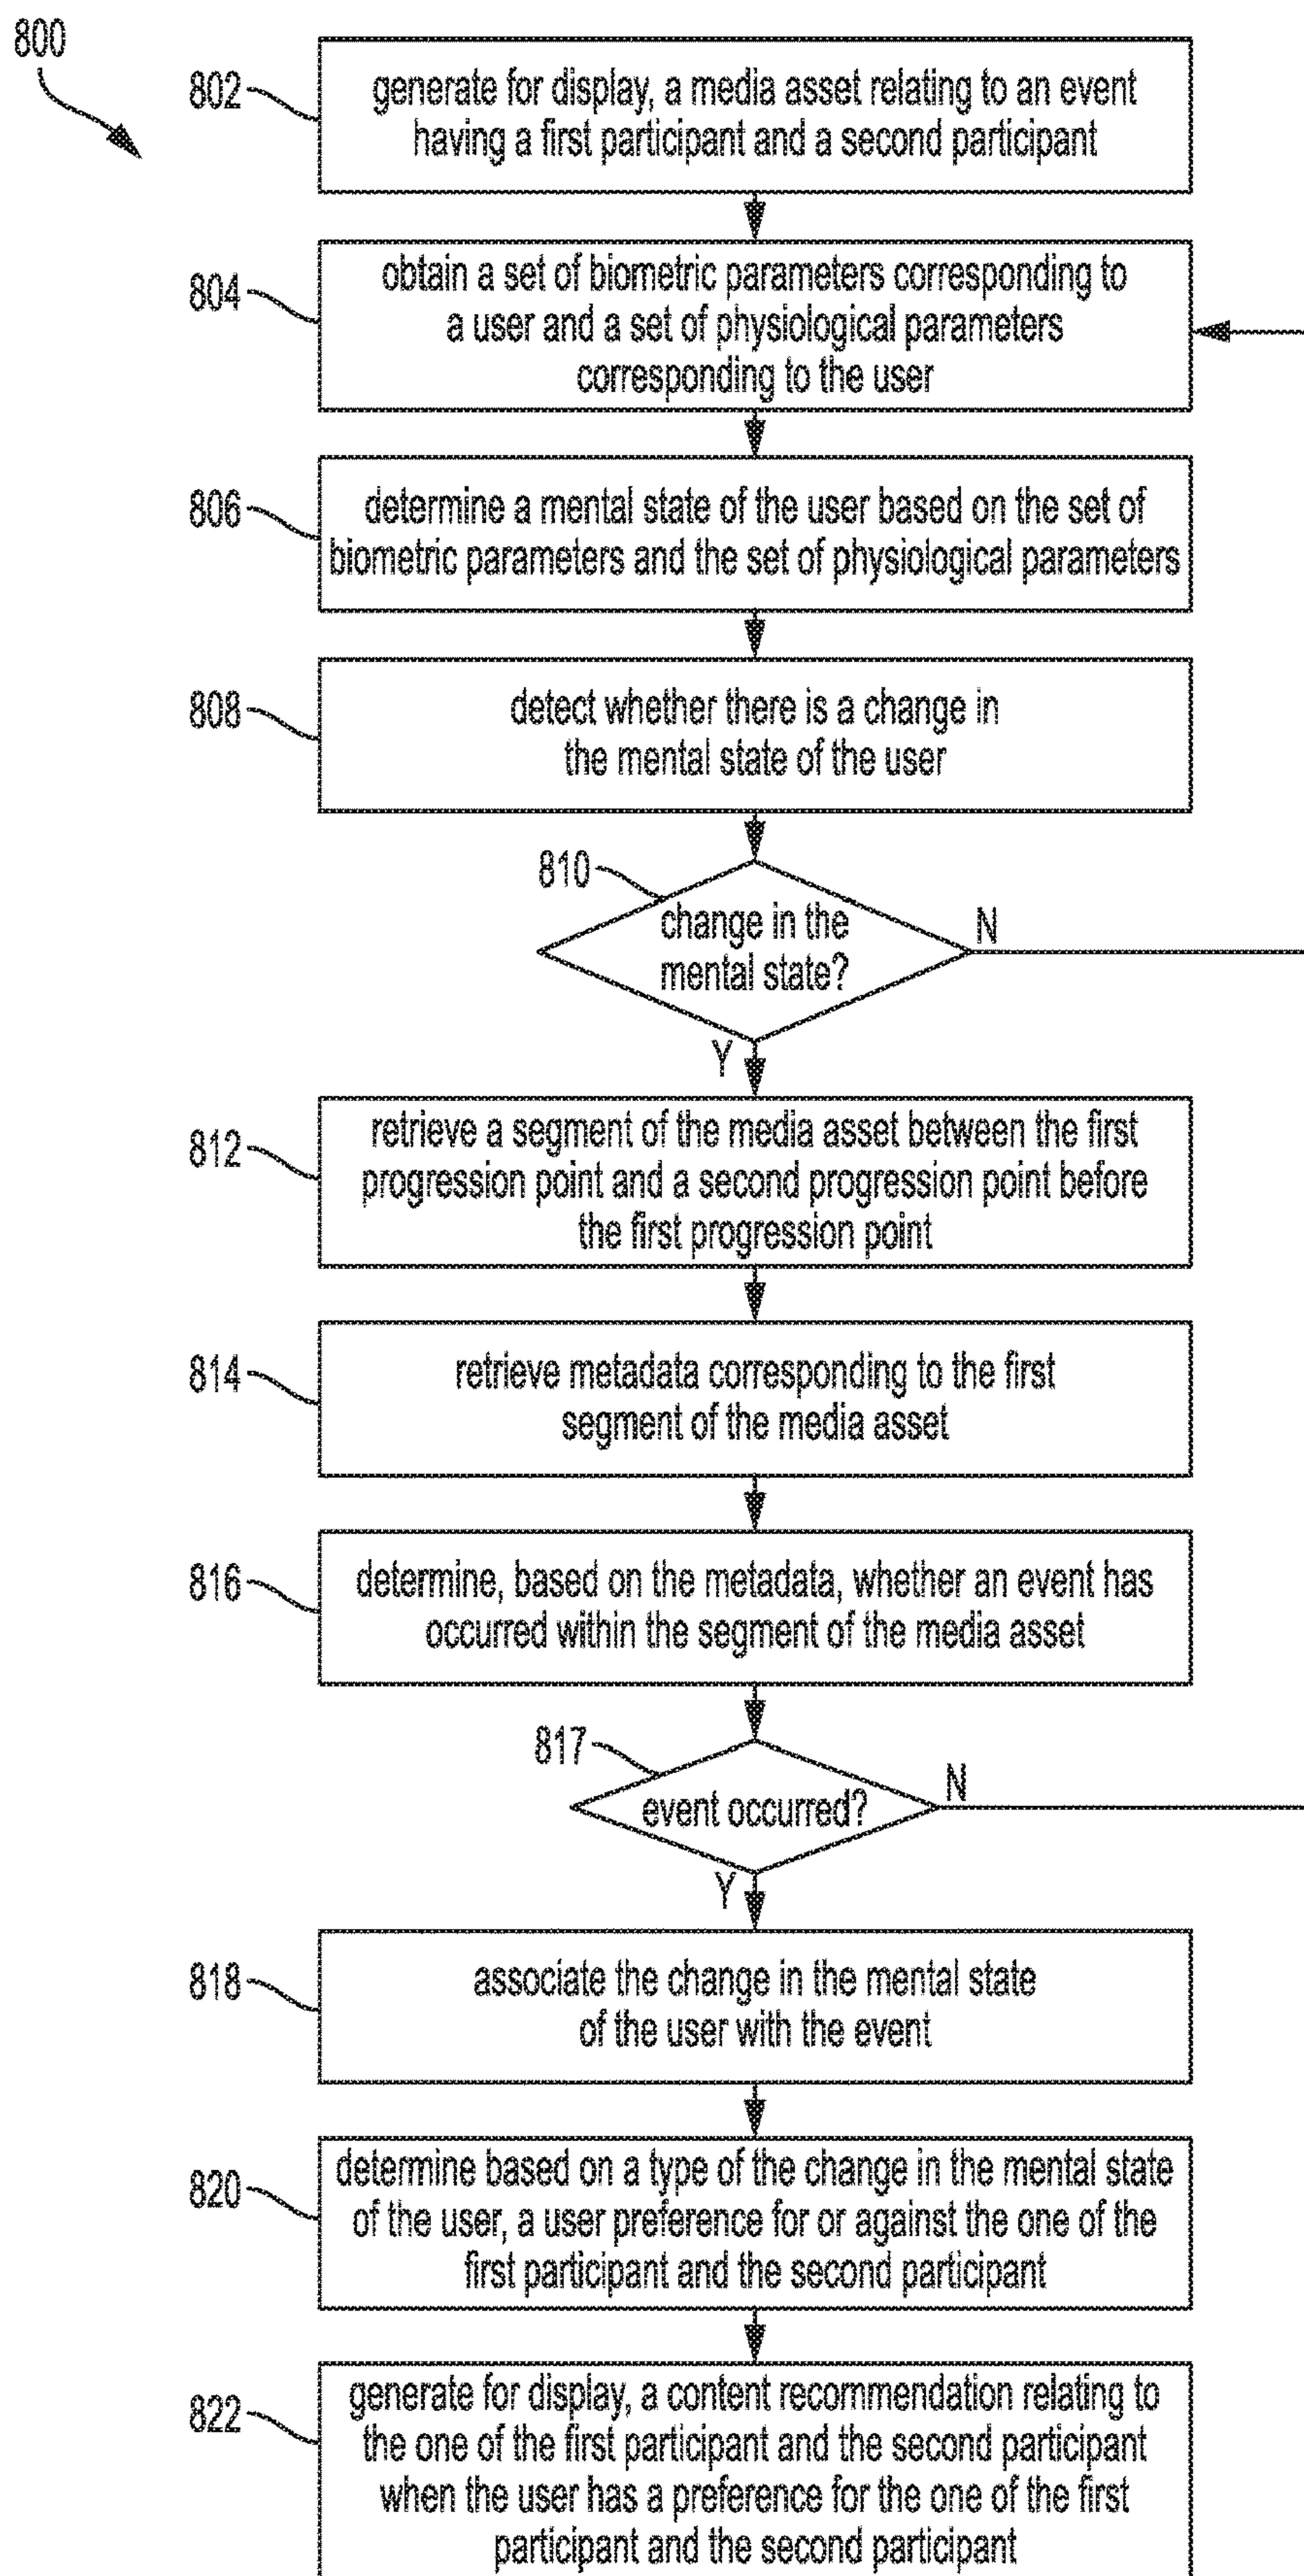 800
802
generate for display, a media asset relating to an event
having a first participant and a second participant
804
obtain a set of biometric parameters corresponding to
a user and a set of physiological parameters
corresponding to the user
806
determine a mental state of the user based on the set of
biometric parameters and the set of physiological parameters
808
detect whether there is a change in
the mental state of the user
810
change in the
mental state?
N
Y
812
retrieve a segment of the media asset between the first
progression point and a second progression point before
the first progression point
814
retrieve metadata corresponding to the first
segment of the media asset
816
determine, based on the metadata, whether an event has
occurred within the segment of the media asset
817
event occurred?
N
Y
818
associate the change in the mental state
of the user with the event
820
determine based on a type of the change in the mental state
of the user, a user preference for or against the one of the
first participant and the second participant
822
generate for display, a content recommendation relating to
the one of the first participant and the second participant
when the user has a preference for the one of the first
participant and the second participant